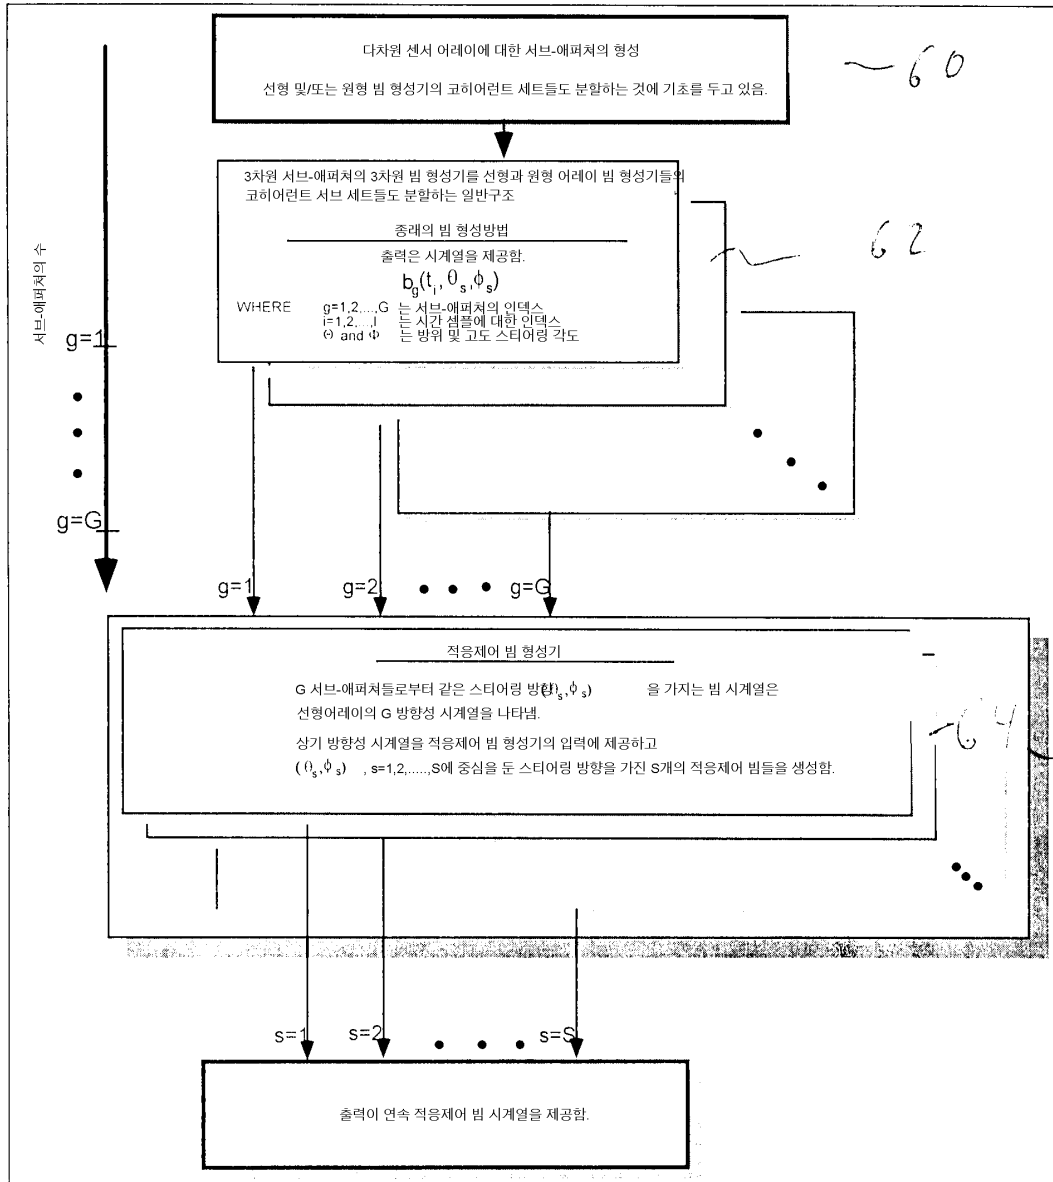 다차원 센서 어레이에 대한 서브-애퍼쳐의 형성
선형 및/또는 원형 빔 형성기의 코히어런트 세트들도 분할하는 것에 기초를 두고 있음.
60
3차원 서브-애퍼쳐의 3차원 빔 형성기를 선형과 원형 어레이 빔 형성기들의
코히어런트 서브 세트들도 분할하는 일반구조
종래의 빔 형성방법
출력은 시계열을 제공함.
b_g(t_i, θ_s, ϕ_s)
WHERE g=1,2,...,G 는 서브-애퍼쳐의 인덱스
i=1,2,...,I 는 시간 셈플에 대한 인덱스
Θ and Φ 는 방위 및 고도 스티어링 각도
62
서브-애퍼쳐의 수
g=1
g=G
g=1
g=2
g=G
적응제어 빔 형성기
G 서브-애퍼쳐들로부터 같은 스티어링 방향(θ_s, ϕ_s) 을 가지는 빔 시계열은
선형어레이의 G 방향성 시계열을 나타냄.
상기 방향성 시계열을 적응제어 빔 형성기의 입력에 제공하고
(θ_s, ϕ_s) , s=1,2,.....,S에 중심을 둔 스티어링 방향을 가진 S개의 적응제어 빔들을 생성함.
64
s=1
s=2
s=S
출력이 연속 적응제어 빔 시계열을 제공함.